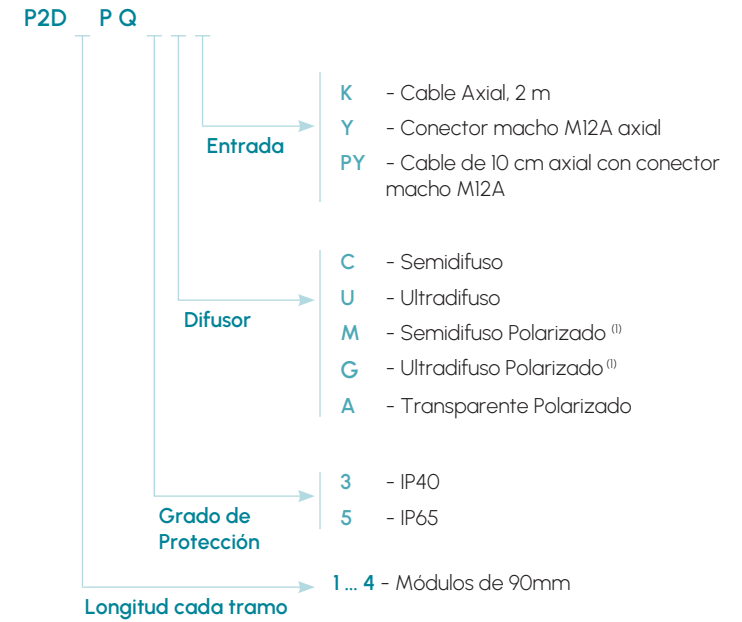 P2D P Q
K - Cable Axial, 2 m
Y - Conector macho M12A axial
Entrada
PY - Cable de 10 cm axial con conector
macho M12A
C - Semidifuso
U - Ultradifuso
Difusor
M - Semidifuso Polarizado (1)
G - Ultradifuso Polarizado (1)
A - Transparente Polarizado
3 - IP40
5 - IP65
Grado de
Protección
1 ... 4 - Módulos de 90mm
Longitud cada tramo